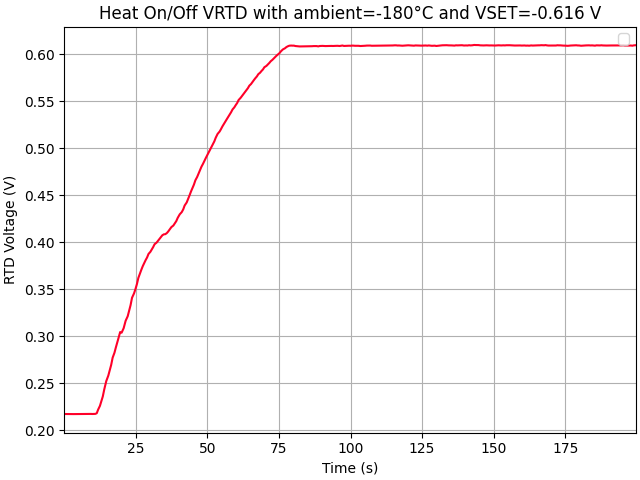 Heat On/Off VRTD with ambient=-180°C and VSET=-0.616 V
0.60
0.55
0.50
0.45
0.40
0.35
0.30
0.25
0.20
RTD Voltage (V)
25 50 75 100 125 150 175
Time (s)